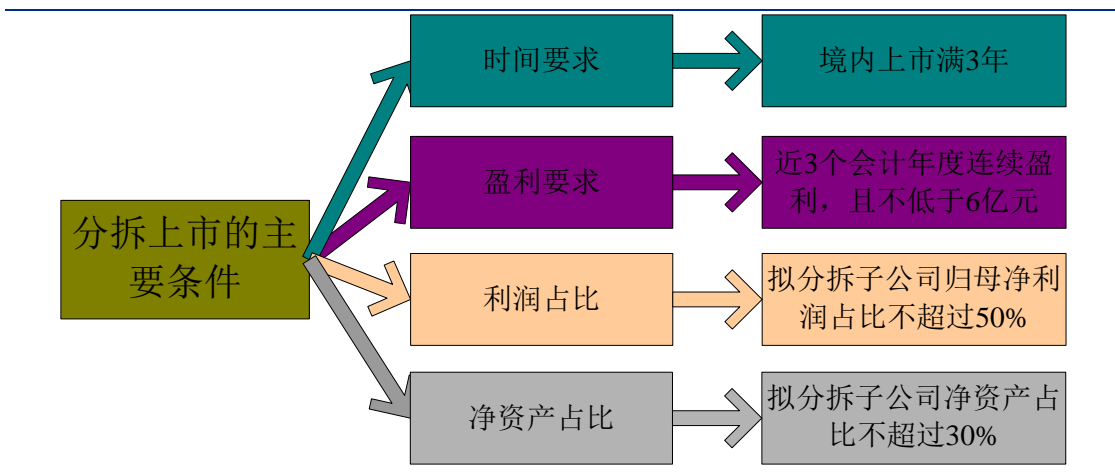 分拆上市的主
要条件
时间要求
境内上市满3年
盈利要求
近3个会计年度连续盈
利，且不低于6亿元
利润占比
拟分拆子公司归母净利
润占比不超过50%
净资产占比
拟分拆子公司净资产占
比不超过30%